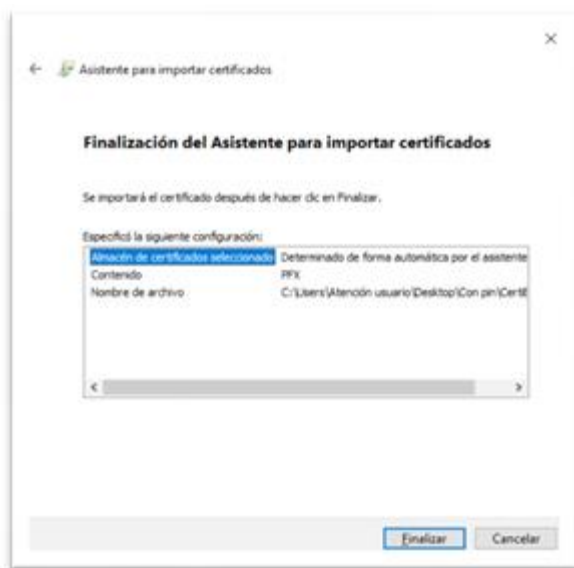 Asistente para importar certificados
Finalización del Asistente para importar certificados
Se importará el certificado después de hacer clic en Finalizar.
Especificó la siguiente configuración:
Almacén de certificados seleccionado Determinado de forma automática por el asistente
Contenido PFX
Nombre de archivo C:\Users\Atención usuario\Desktop\Con pin\Certif
Finalizar Cancelar